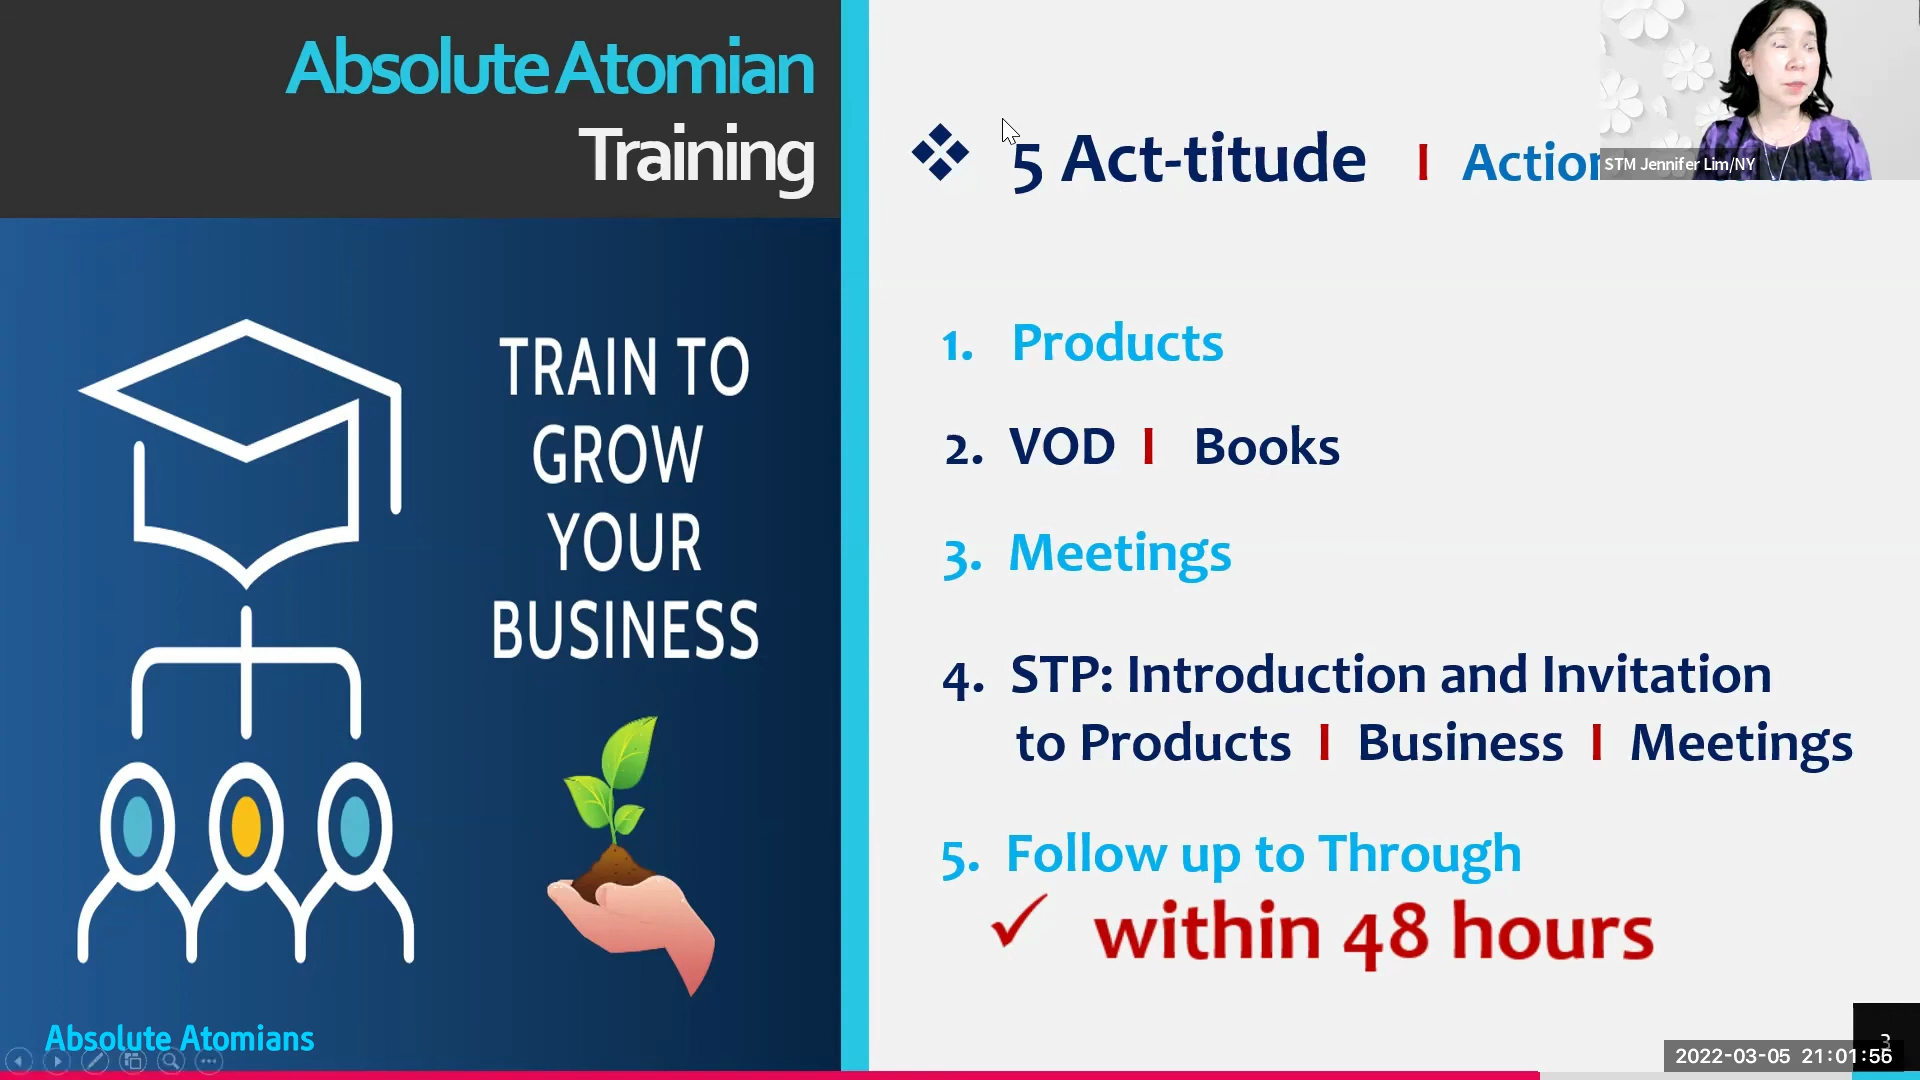 Absolute Atomian
Training
TRAIN TO
GROW
YOUR
BUSINESS
Absolute Atomians
5 Act-titude I Action
STM Jennifer Lim/NY
1. Products
2. VOD I Books
3. Meetings
4. STP: Introduction and Invitation
to Products I Business I Meetings
5. Follow up to Through
✓ within 48 hours
3
2022-03-05 21:01:56